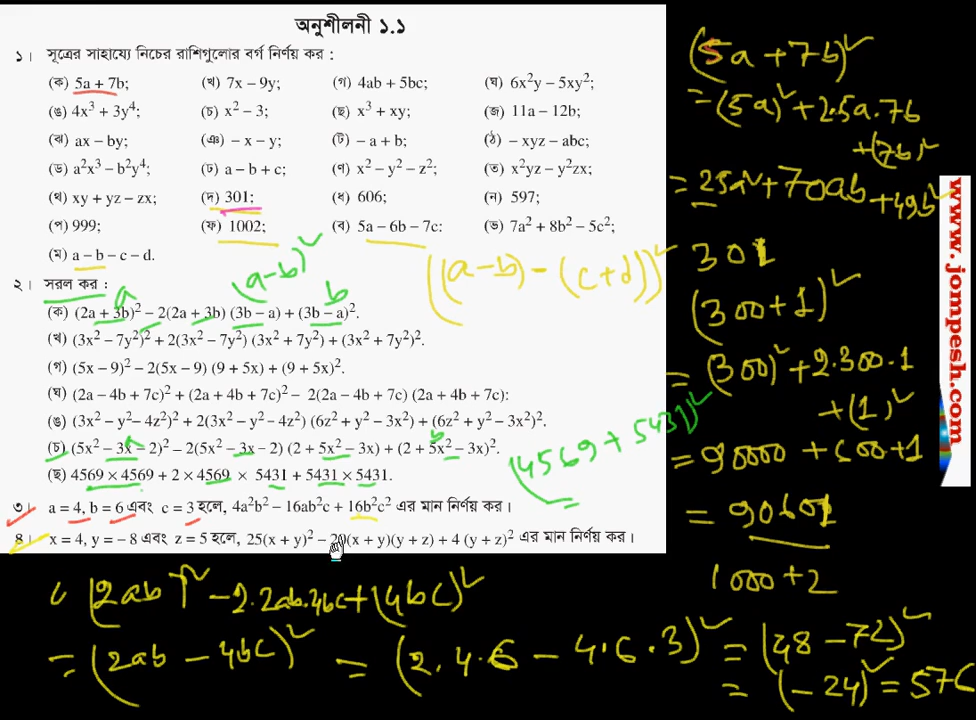 অনুশীলনী ১.১
১। সূত্রের সাহায্যে নিচের রাশিগুলোর বর্গ নির্ণয় কর :
(ক) 5a + 7b; (খ) 7x – 9y; (গ) 4ab + 5bc; (ঘ) 6x²y – 5xy²;
(ঙ) 4x³ + 3y⁴; (চ) x² – 3; (ছ) x³ + xy; (জ) 11a – 12b;
(ঝ) ax – by; (ঞ) – x – y; (ট) – a + b; (ঠ) – xyz – abc;
(ড) a²x³ – b²y⁴; (ঢ) a – b + c; (ণ) x² – y² – z²; (ত) x²yz – y²zx;
(থ) xy + yz – zx; (দ) 301; (ধ) 606; (ন) 597;
(প) 999; (ফ) 1002; (ব) 5a – 6b – 7c: (ভ) 7a² + 8b² – 5c²;
(ম) a – b – c – d.
২। সরল কর :
(ক) (2a + 3b)² – 2(2a + 3b) (3b – a) + (3b – a)².
(খ) (3x² – 7y²)² + 2(3x² – 7y²) (3x² + 7y²) + (3x² + 7y²)².
(গ) (5x – 9)² – 2(5x – 9) (9 + 5x) + (9 + 5x)².
(ঘ) (2a – 4b + 7c)² + (2a + 4b + 7c)² – 2(2a – 4b + 7c) (2a + 4b + 7c):
(ঙ) (3x² – y² – 4z²)² + 2(3x² – y² – 4z²) (6z² + y² – 3x²) + (6z² + y² – 3x²)².
(চ) (5x² – 3x – 2)² – 2(5x² – 3x – 2) (2 + 5x² – 3x) + (2 + 5x² – 3x)².
(ছ) 4569 × 4569 + 2 × 4569 × 5431 + 5431 × 5431.
৩। a = 4, b = 6 এবং c = 3 হলে, 4a²b² – 16ab²c + 16b²c² এর মান নির্ণয় কর।
৪। x = 4, y = – 8 এবং z = 5 হলে, 25(x + y)² – 20(x + y)(y + z) + 4 (y + z)² এর মান নির্ণয় কর।
a
(a-b)²
b
((a-b) - (c+d))²
a
b
(4569 + 5431)²
(5a + 7b)²
= (5a)² + 2.5a.7b
+(7b)²
= 25a² + 70ab + 49b²
301
(300+1)²
= (300)² + 2.300.1
+(1)²
= 90000 + 600 + 1
= 90601
1000 + 2
(2ab)² - 2.2ab.4bc + (4bc)²
= (2ab - 4bc)² = (2.4.6 - 4.6.3)² = (48 - 72)²
= (-24)² = 576
www.jompesh.com